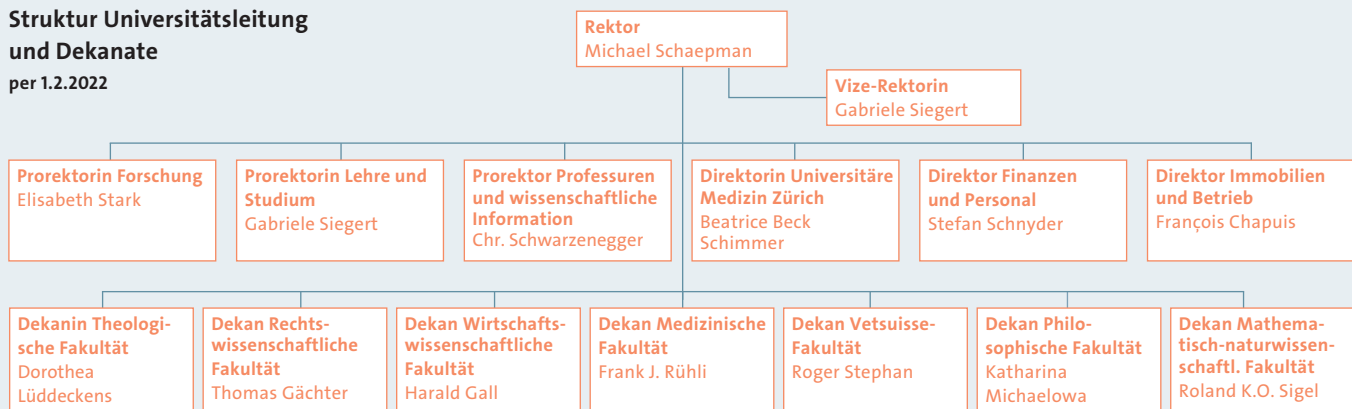 Struktur Universitätsleitung
und Dekanate
per 1.2.2022
Rektor
Michael Schaepman
Vize-Rektorin
Gabriele Siegert
Prorektorin Forschung
Elisabeth Stark
Prorektorin Lehre und
Studium
Gabriele Siegert
Prorektor Professuren
und wissenschaftliche
Information
Chr. Schwarzenegger
Direktorin Universitäre
Medizin Zürich
Beatrice Beck
Schimmer
Direktor Finanzen
und Personal
Stefan Schnyder
Direktor Immobilien
und Betrieb
François Chapuis
Dekanin Theologi-
sche Fakultät
Dorothea
Lüddeckens
Dekan Rechts-
wissenschaftliche
Fakultät
Thomas Gächter
Dekan Wirtschafts-
wissenschaftliche
Fakultät
Harald Gall
Dekan Medizinische
Fakultät
Frank J. Rühli
Dekan Vetsuisse-
Fakultät
Roger Stephan
Dekan Philo-
sophische Fakultät
Katharina
Michaelowa
Dekan Mathema-
tisch-naturwissen-
schaftl. Fakultät
Roland K.O. Sigel